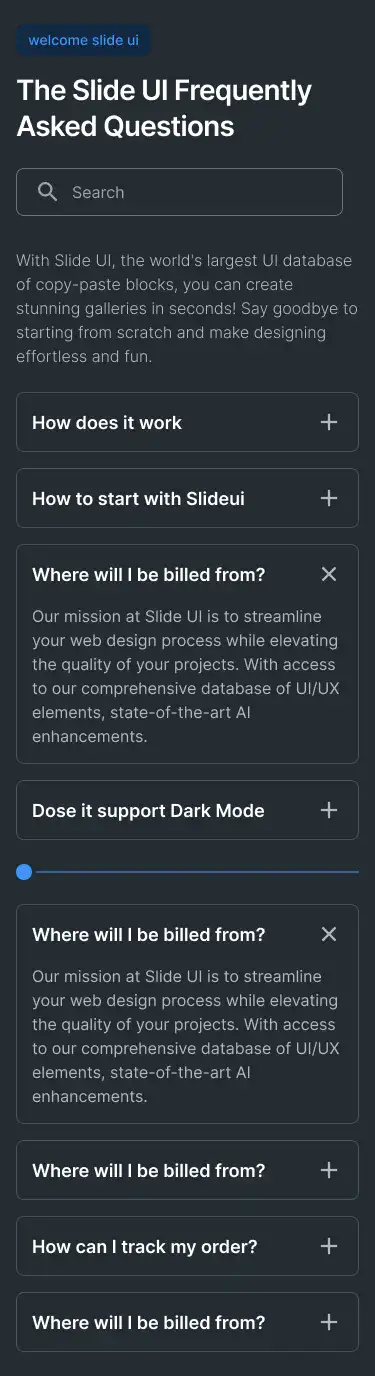 welcome slide ui
The Slide UI Frequently
Asked Questions
Search
With Slide UI, the world's largest UI database
of copy-paste blocks, you can create
stunning galleries in seconds! Say goodbye to
starting from scratch and make designing
effortless and fun.
How does it work
How to start with Slideui
Where will I be billed from?
Our mission at Slide UI is to streamline
your web design process while elevating
the quality of your projects. With access
to our comprehensive database of UI/UX
elements, state-of-the-art AI
enhancements.
Dose it support Dark Mode
Where will I be billed from?
Our mission at Slide UI is to streamline
your web design process while elevating
the quality of your projects. With access
to our comprehensive database of UI/UX
elements, state-of-the-art AI
enhancements.
Where will I be billed from?
How can I track my order?
Where will I be billed from?